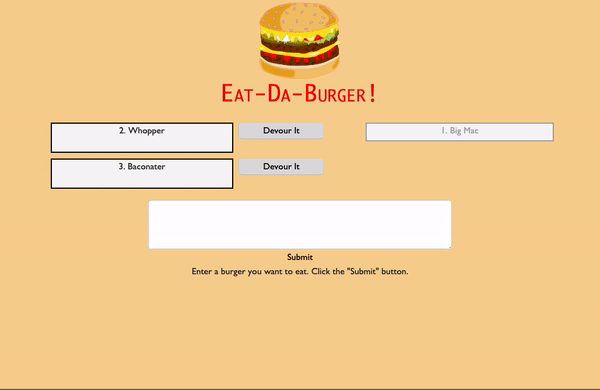 Eat-Da-Burger!
2. Whopper
Devour It
1. Big Mac
3. Baconater
Devour It
Submit
Enter a burger you want to eat. Click the "Submit" button.